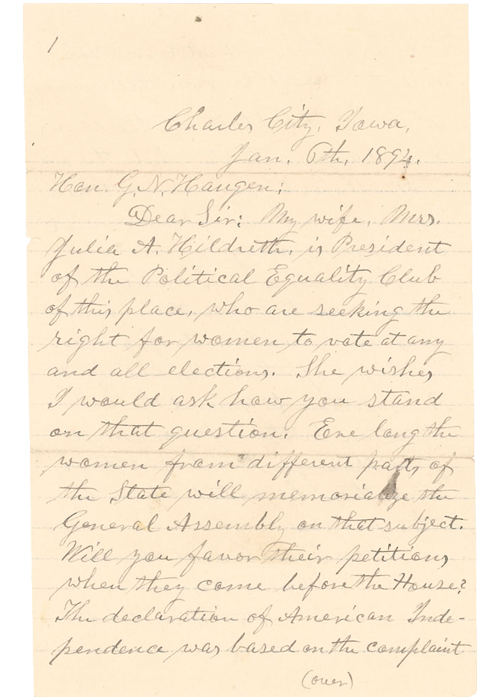 1
Charles City, Iowa,
Jan. 6th, 1894.
Hon. G. N. Haugen;
Dear Sir: My wife, Mrs.
Julia A. Hildreth, is President
of the Political Equality Club
of this place, who are seeking the
right for women to vote at any
and all elections. She wishes
I would ask how you stand
on that question. Ere long the
women from different parts of
the State will memorialize the
General Assembly on that subject.
Will you favor their petitions
when they come before the House?
The declaration of American Inde-
pendence was based on the complaint
(over)